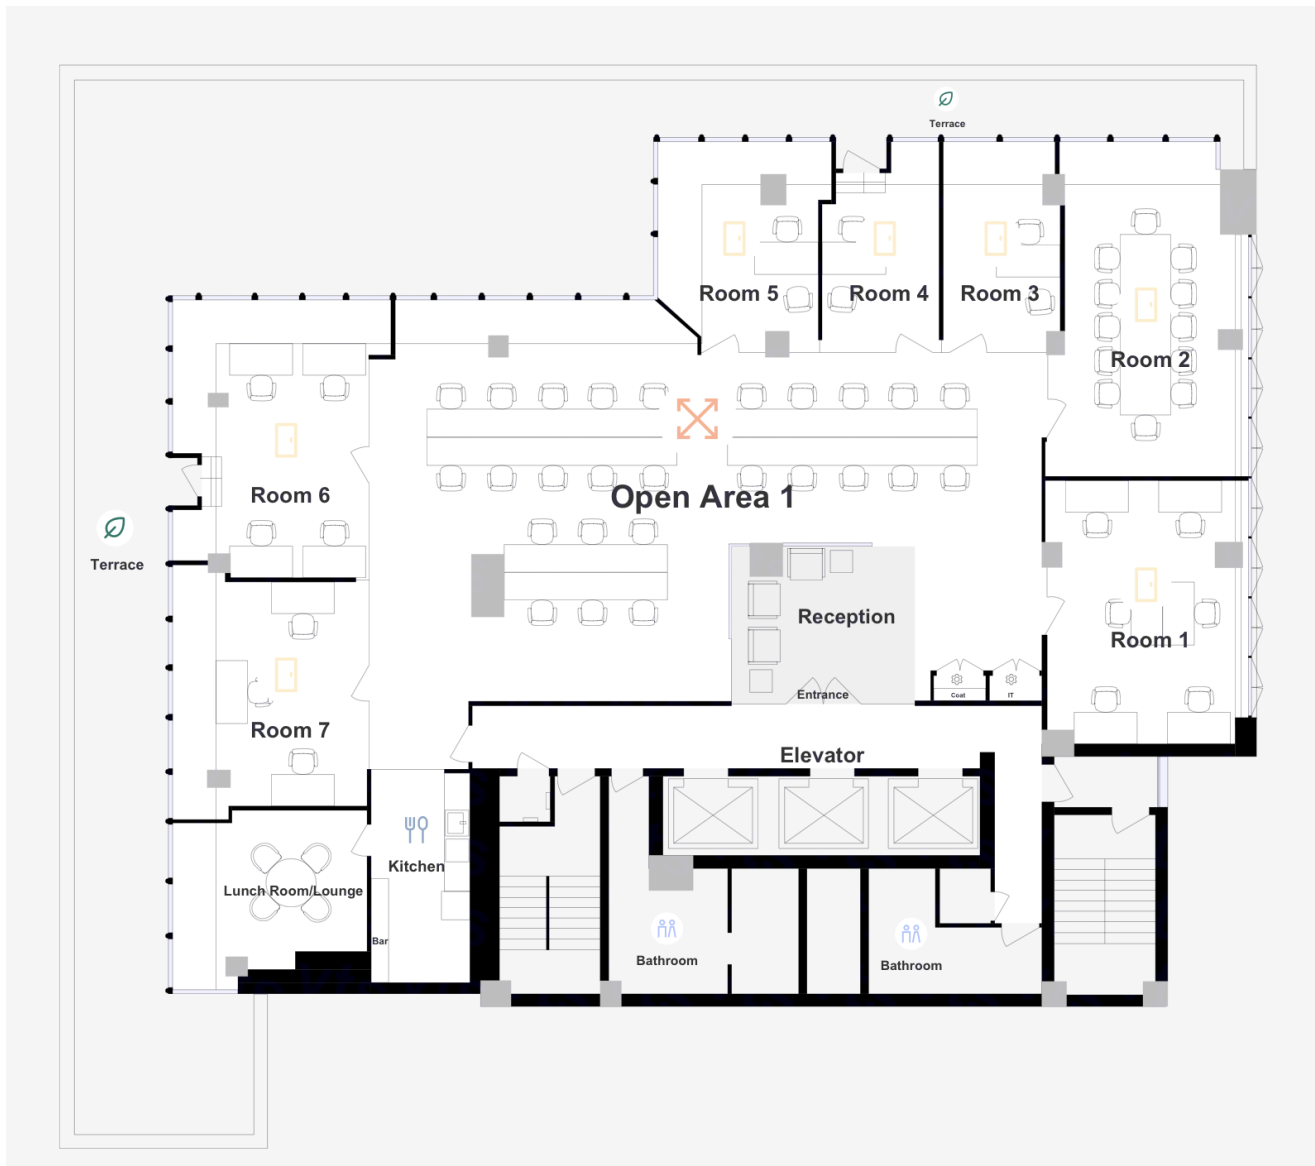 Terrace
Room 5
Room 4
Room 3
Room 2
Room 6
Open Area 1
Terrace
Reception
Room 1
Entrance
Coat
IT
Room 7
Elevator
Kitchen
Lunch Room/Lounge
Bar
Bathroom
Bathroom